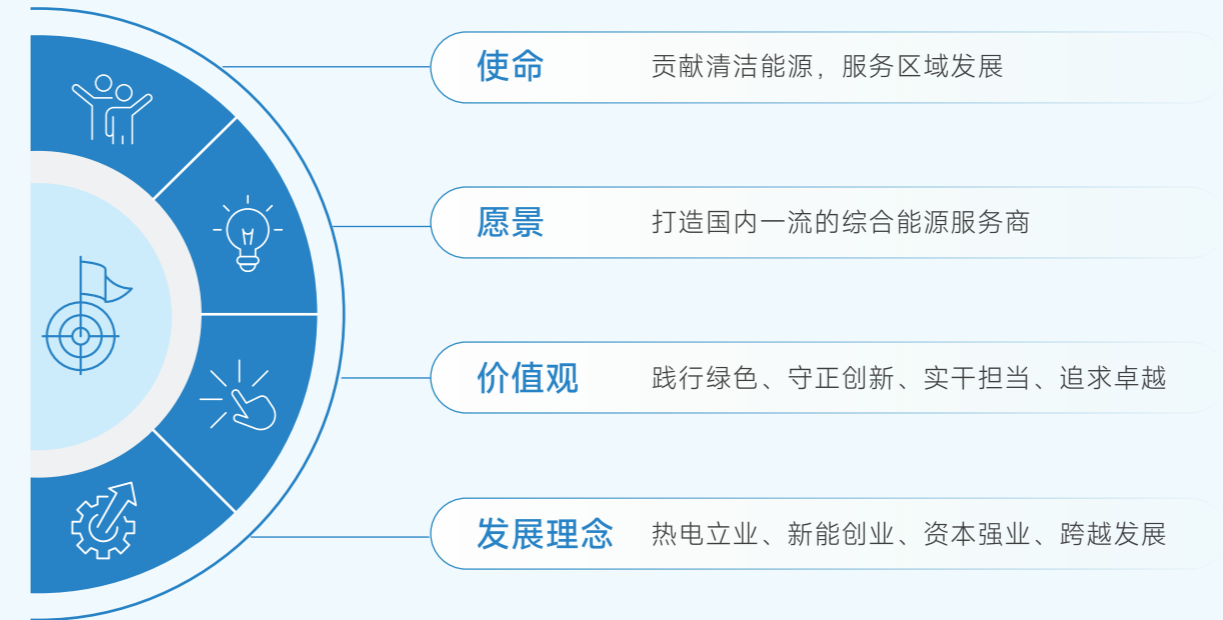 使命 贡献清洁能源，服务区域发展
愿景 打造国内一流的综合能源服务商
价值观 践行绿色、守正创新、实干担当、追求卓越
发展理念 热电立业、新能创业、资本强业、跨越发展